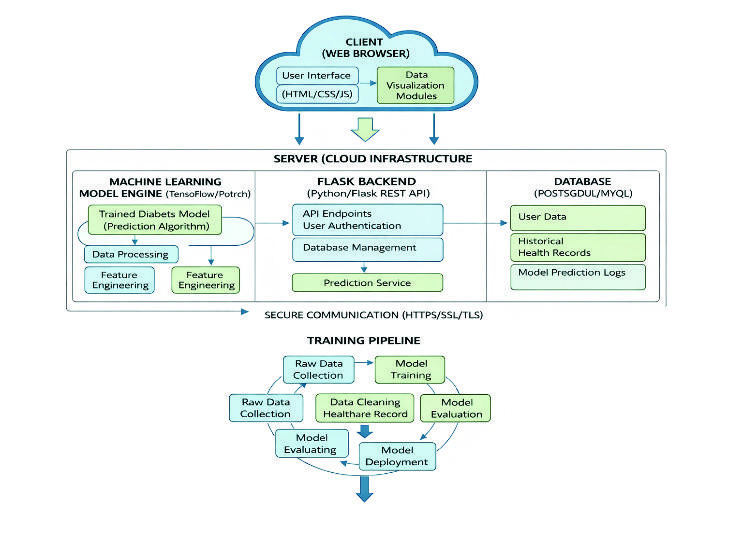 CLIENT
(WEB BROWSER)
User Interface
(HTML/CSS/JS)
Data
Visualization
Modules
SERVER (CLOUD INFRASTRUCTURE
MACHINE LEARNING
MODEL ENGINE (TensoFlow/Potrch)
Trained Diabets Model
(Prediction Algorithm)
Data Processing
Feature
Engineering
Feature
Engineering
FLASK BACKEND
(Python/Flask REST API)
API Endpoints
User Authentication
Database Management
Prediction Service
DATABASE
(POSTSGDUL/MYQL)
User Data
Historical
Health Records
Model Prediction Logs
SECURE COMMUNICATION (HTTPS/SSL/TLS)
TRAINING PIPELINE
Raw Data
Collection
Model
Training
Raw Data
Collection
Data Cleaning
Healthare Record
Model
Evaluation
Model
Evaluating
Model
Deployment